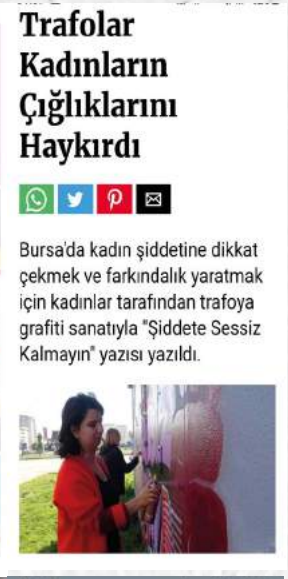 Trafolar
Kadınların
Çığlıklarını
Haykırdı
Bursa'da kadın şiddetine dikkat
çekmek ve farkındalık yaratmak
için kadınlar tarafından trafoya
grafiti sanatıyla "Şiddete Sessiz
Kalmayın" yazısı yazıldı.